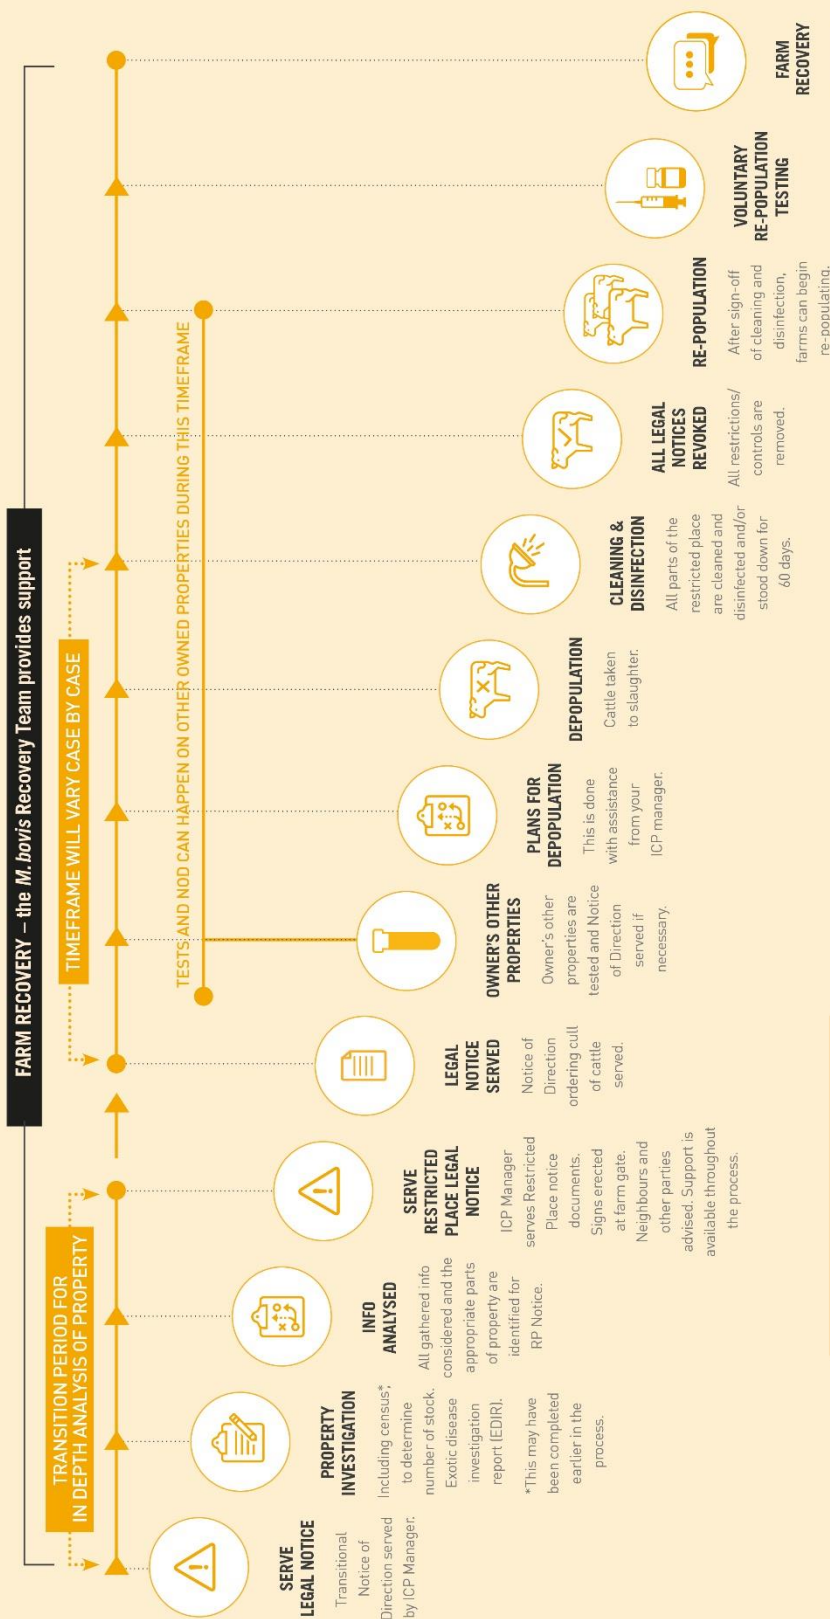 FARM RECOVERY – the M. bovis Recovery Team provides support
TRANSITION PERIOD FOR
IN DEPTH ANALYSIS OF PROPERTY
TIMEFRAME WILL VARY CASE BY CASE
TESTS AND NOD CAN HAPPEN ON OTHER OWNED PROPERTIES DURING THIS TIMEFRAME
SERVE
LEGAL NOTICE
Transitional
Notice of
Direction served
by ICP Manager.
PROPERTY
INVESTIGATION
Including census*,
to determine
number of stock.
Exotic disease
investigation
report (EDIR).
*This may have
been completed
earlier in the
process.
INFO
ANALYSED
All gathered info
considered and the
appropriate parts
of property are
identified for
RP Notice.
SERVE
RESTRICTED
PLACE LEGAL
NOTICE
ICP Manager
serves Restricted
Place notice
documents.
Signs erected
at farm gate.
Neighbours and
other parties
advised. Support is
available throughout
the process.
LEGAL
NOTICE
SERVED
Notice of
Direction
ordering cull
of cattle
served.
OWNER'S OTHER
PROPERTIES
Owner's other
properties are
tested and Notice
of Direction
served if
necessary.
PLANS FOR
DEPOPULATION
This is done
with assistance
from your
ICP manager.
DEPOPULATION
Cattle taken
to slaughter.
CLEANING &
DISINFECTION
All parts of the
restricted place
are cleaned and
disinfected and/or
stood down for
60 days.
ALL LEGAL
NOTICES
REVOKED
All restrictions/
controls are
removed.
RE-POPULATION
After sign-off
of cleaning and
disinfection,
farms can begin
re-populating.
VOLUNTARY
RE-POPULATION
TESTING
FARM
RECOVERY